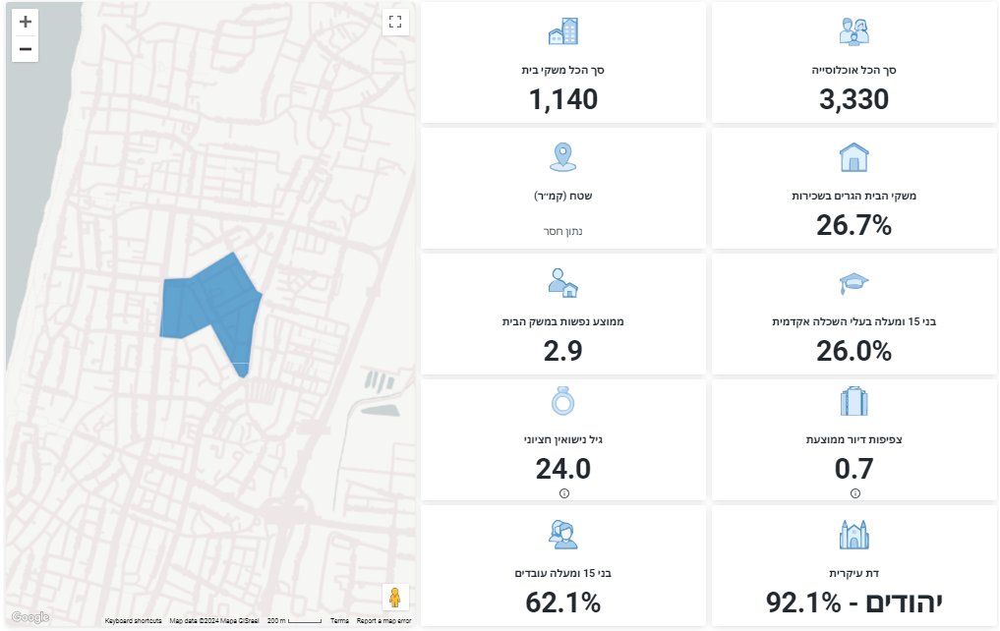 סך הכל אוכלוסייה
3,330
סך הכל משקי בית
1,140
משקי הבית הגרים בשכירות
26.7%
שטח (קמ״ר)
נתון חסר
בני 15 ומעלה בעלי השכלה אקדמית
26.0%
ממוצע נפשות במשק הבית
2.9
צפיפות דיור ממוצעת
0.7
גיל נישואין חציוני
24.0
דת עיקרית
יהודים - 92.1%
בני 15 ומעלה עובדים
62.1%
Google
Keyboard shortcuts Map data ©2024 Mapa GISrael 200 m Terms Report a map error